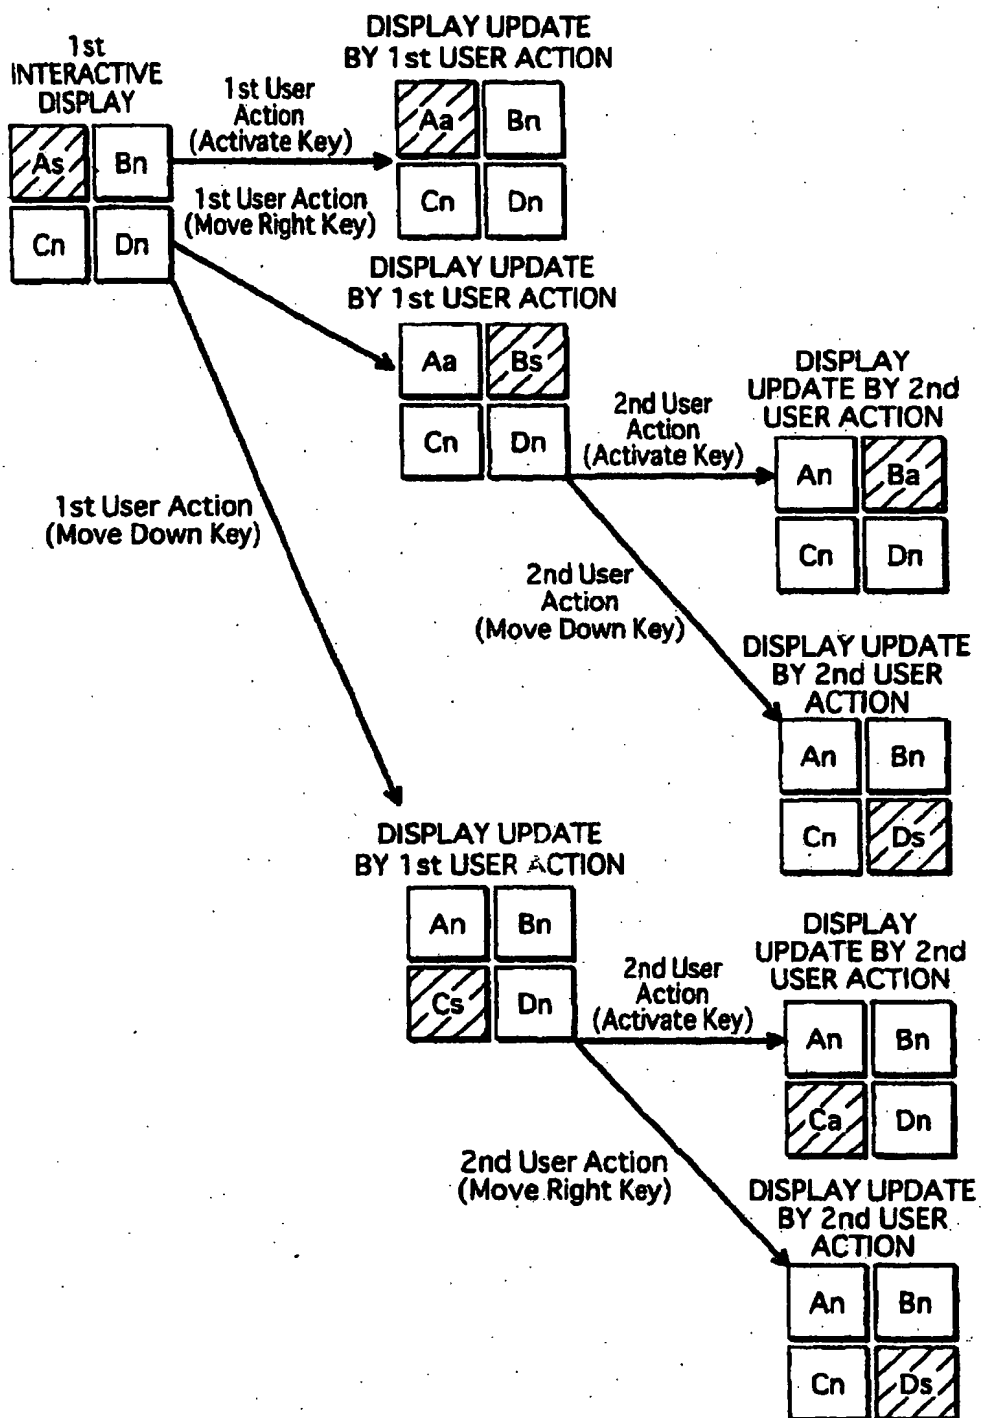 1st
INTERACTIVE
DISPLAY
As Bn
Cn Dn
1st User
Action
(Activate Key)
DISPLAY UPDATE
BY 1st USER ACTION
Aa Bn
Cn Dn
1st User Action
(Move Right Key)
DISPLAY UPDATE
BY 1st USER ACTION
Aa Bs
Cn Dn
2nd User
Action
(Activate Key)
DISPLAY
UPDATE BY 2nd
USER ACTION
An Ba
Cn Dn
2nd User
Action
(Move Down Key)
DISPLAY UPDATE
BY 2nd USER
ACTION
An Bn
Cn Ds
1st User Action
(Move Down Key)
DISPLAY UPDATE
BY 1st USER ACTION
An Bn
Cs Dn
2nd User
Action
(Activate Key)
DISPLAY
UPDATE BY 2nd
USER ACTION
An Bn
Ca Dn
2nd User Action
(Move Right Key)
DISPLAY UPDATE
BY 2nd USER
ACTION
An Bn
Cn Ds